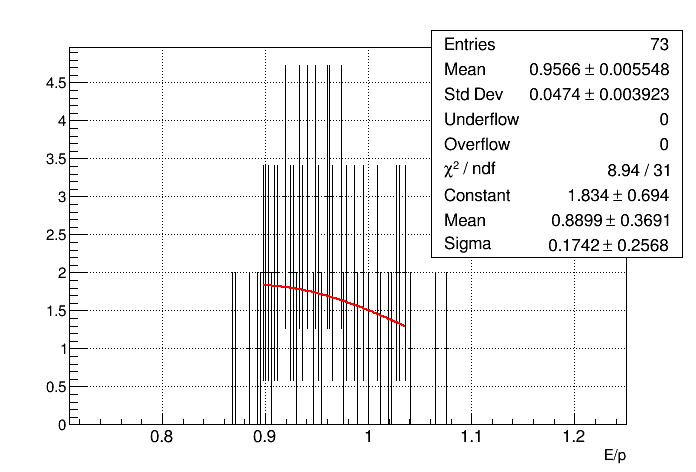 Entries 73
Mean 0.9566 ± 0.005548
Std Dev 0.0474 ± 0.003923
Underflow 0
Overflow 0
χ² / ndf 8.94 / 31
Constant 1.834 ± 0.694
Mean 0.8899 ± 0.3691
Sigma 0.1742 ± 0.2568
4.5
4
3.5
3
2.5
2
1.5
1
0.5
0
0.8 0.9 1 1.1 1.2
E/p